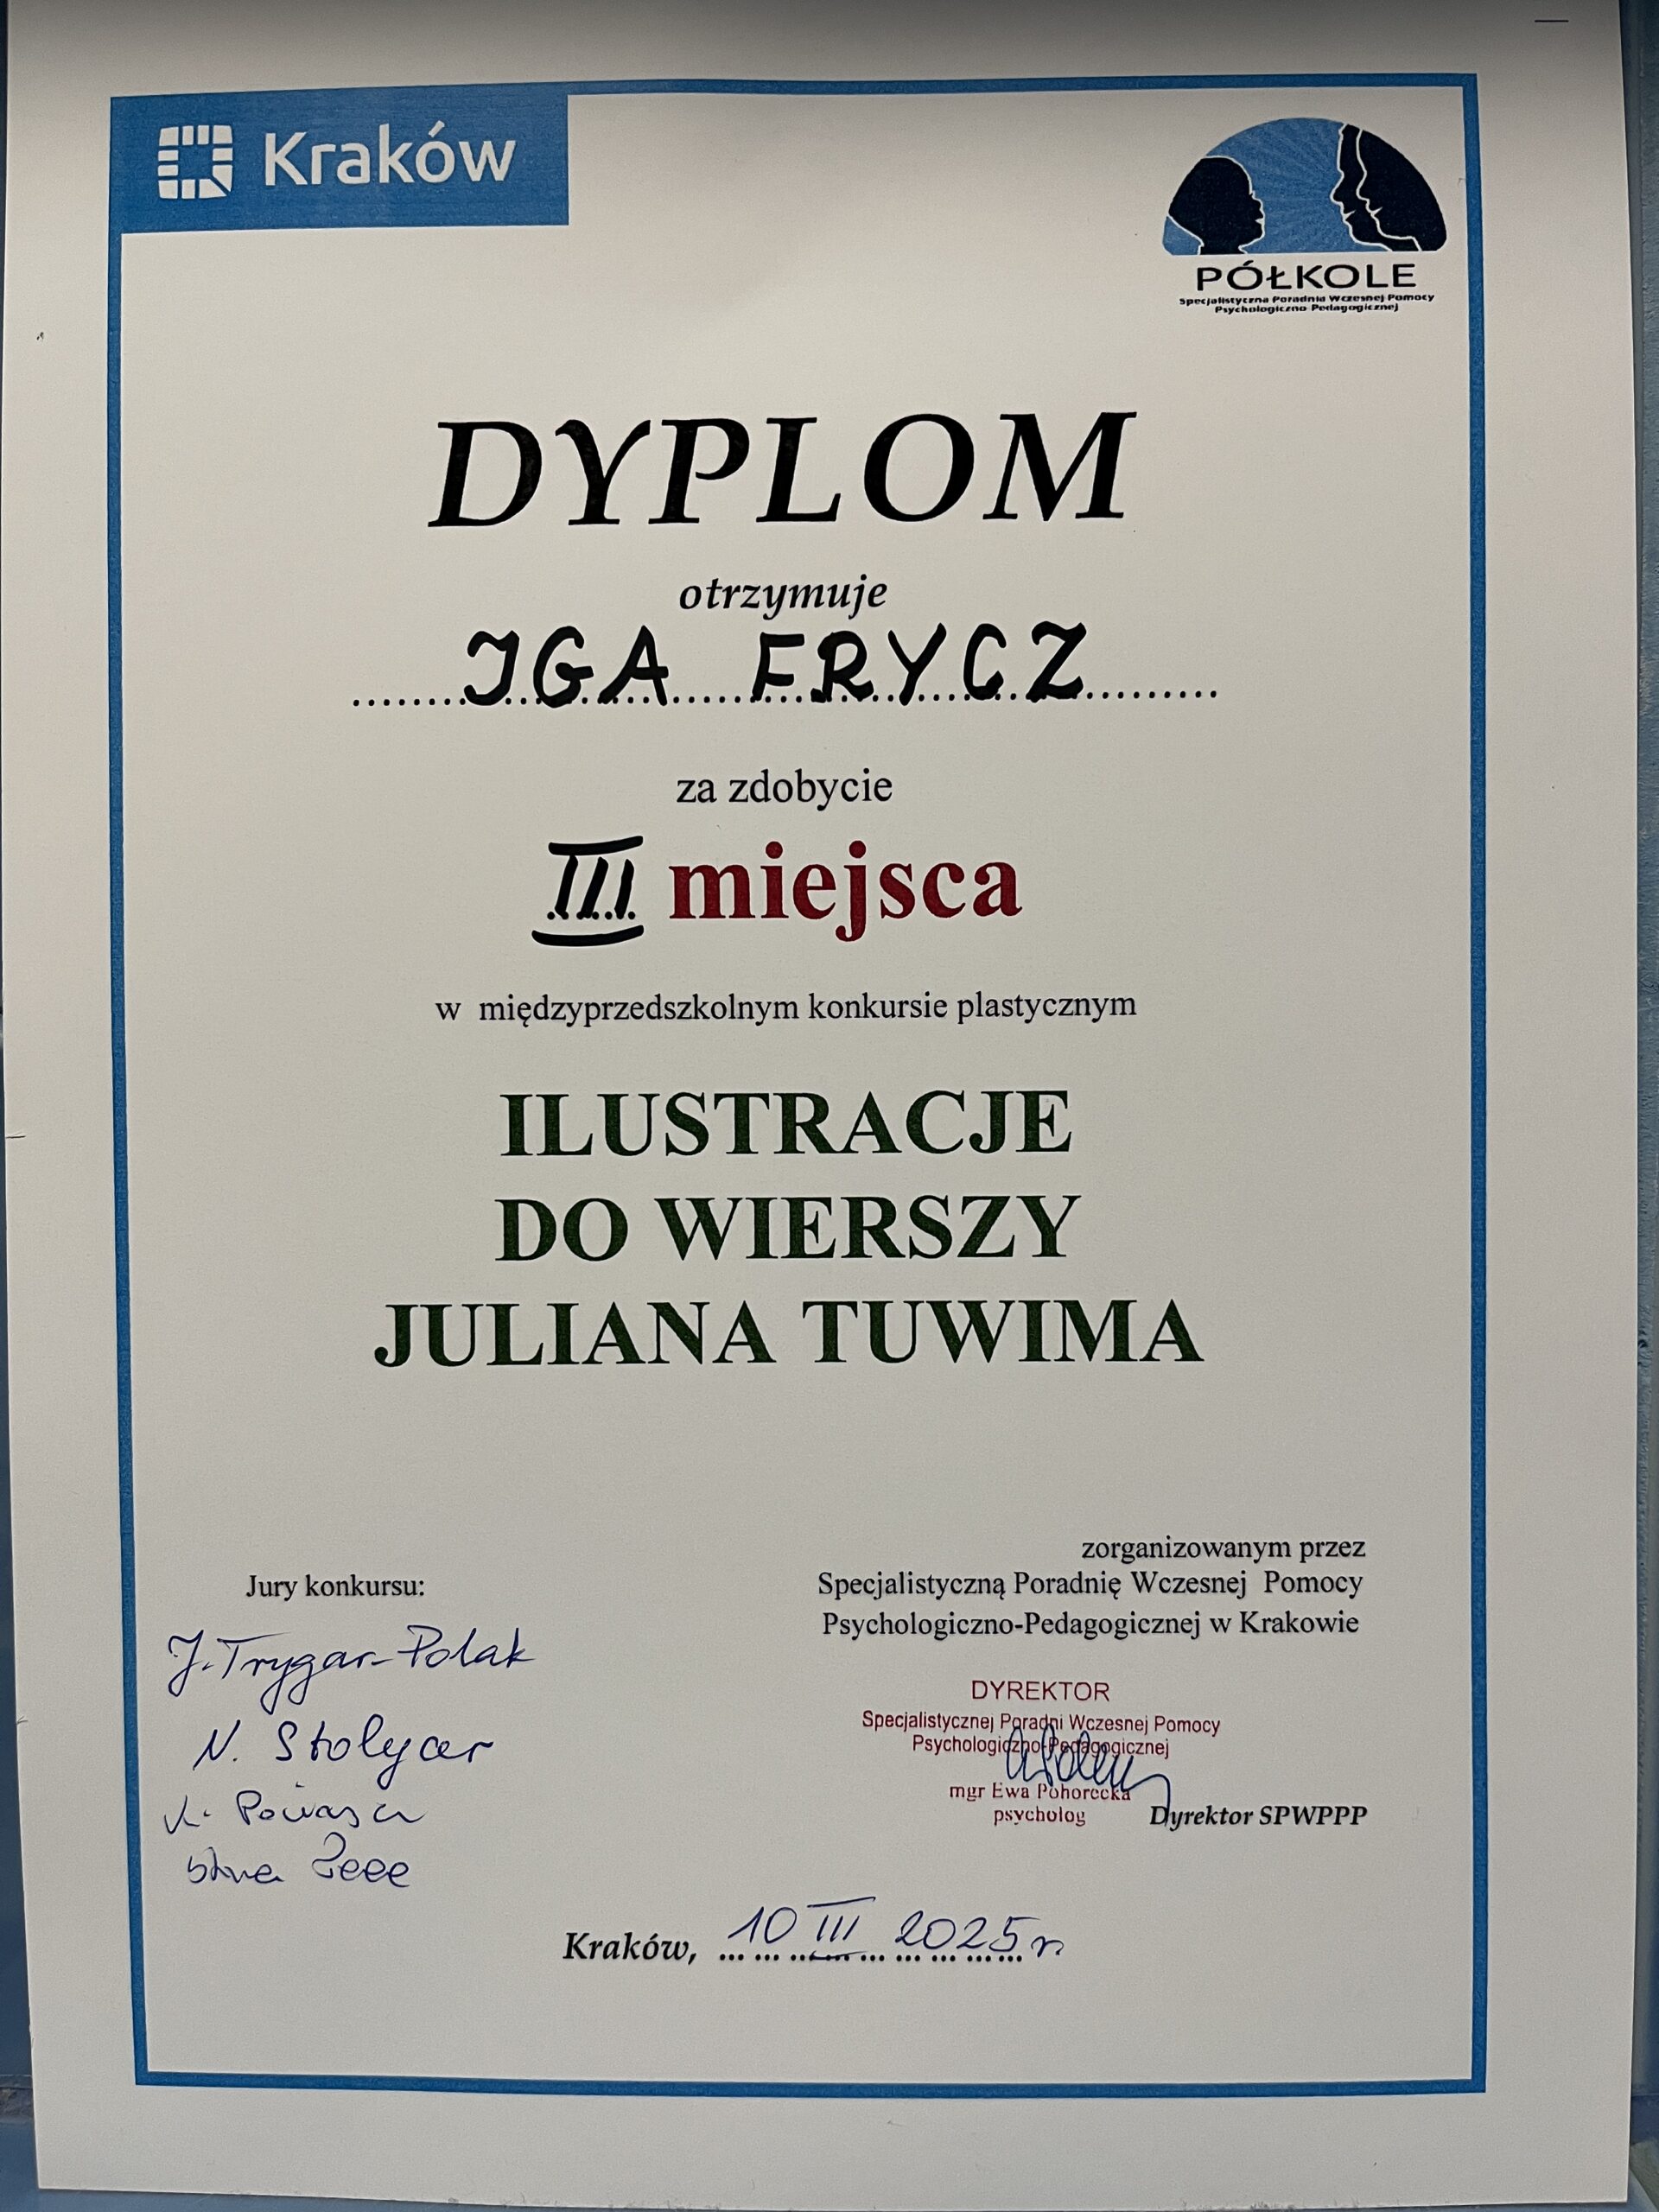 Kraków
PÓŁKOLE
Specjalistyczna Poradnia Wczesnej Pomocy
Psychologiczno-Pedagogicznej
DYPLOM
otrzymuje
IGA FRYCZ
za zdobycie
III miejsca
w międzyprzedszkolnym konkursie plastycznym
ILUSTRACJE
DO WIERSZY
JULIANA TUWIMA
zorganizowanym przez
Specjalistyczną Poradnię Wczesnej Pomocy
Psychologiczno-Pedagogicznej w Krakowie
Jury konkursu:
J. Trygar-Polak
N. Stolycer
DYREKTOR
Specjalistycznej Poradni Wczesnej Pomocy
Psychologiczno-Pedagogicznej
mgr Ewa Pohorecka
psycholog
Dyrektor SPWPPP
Kraków, 10 III 2025 r